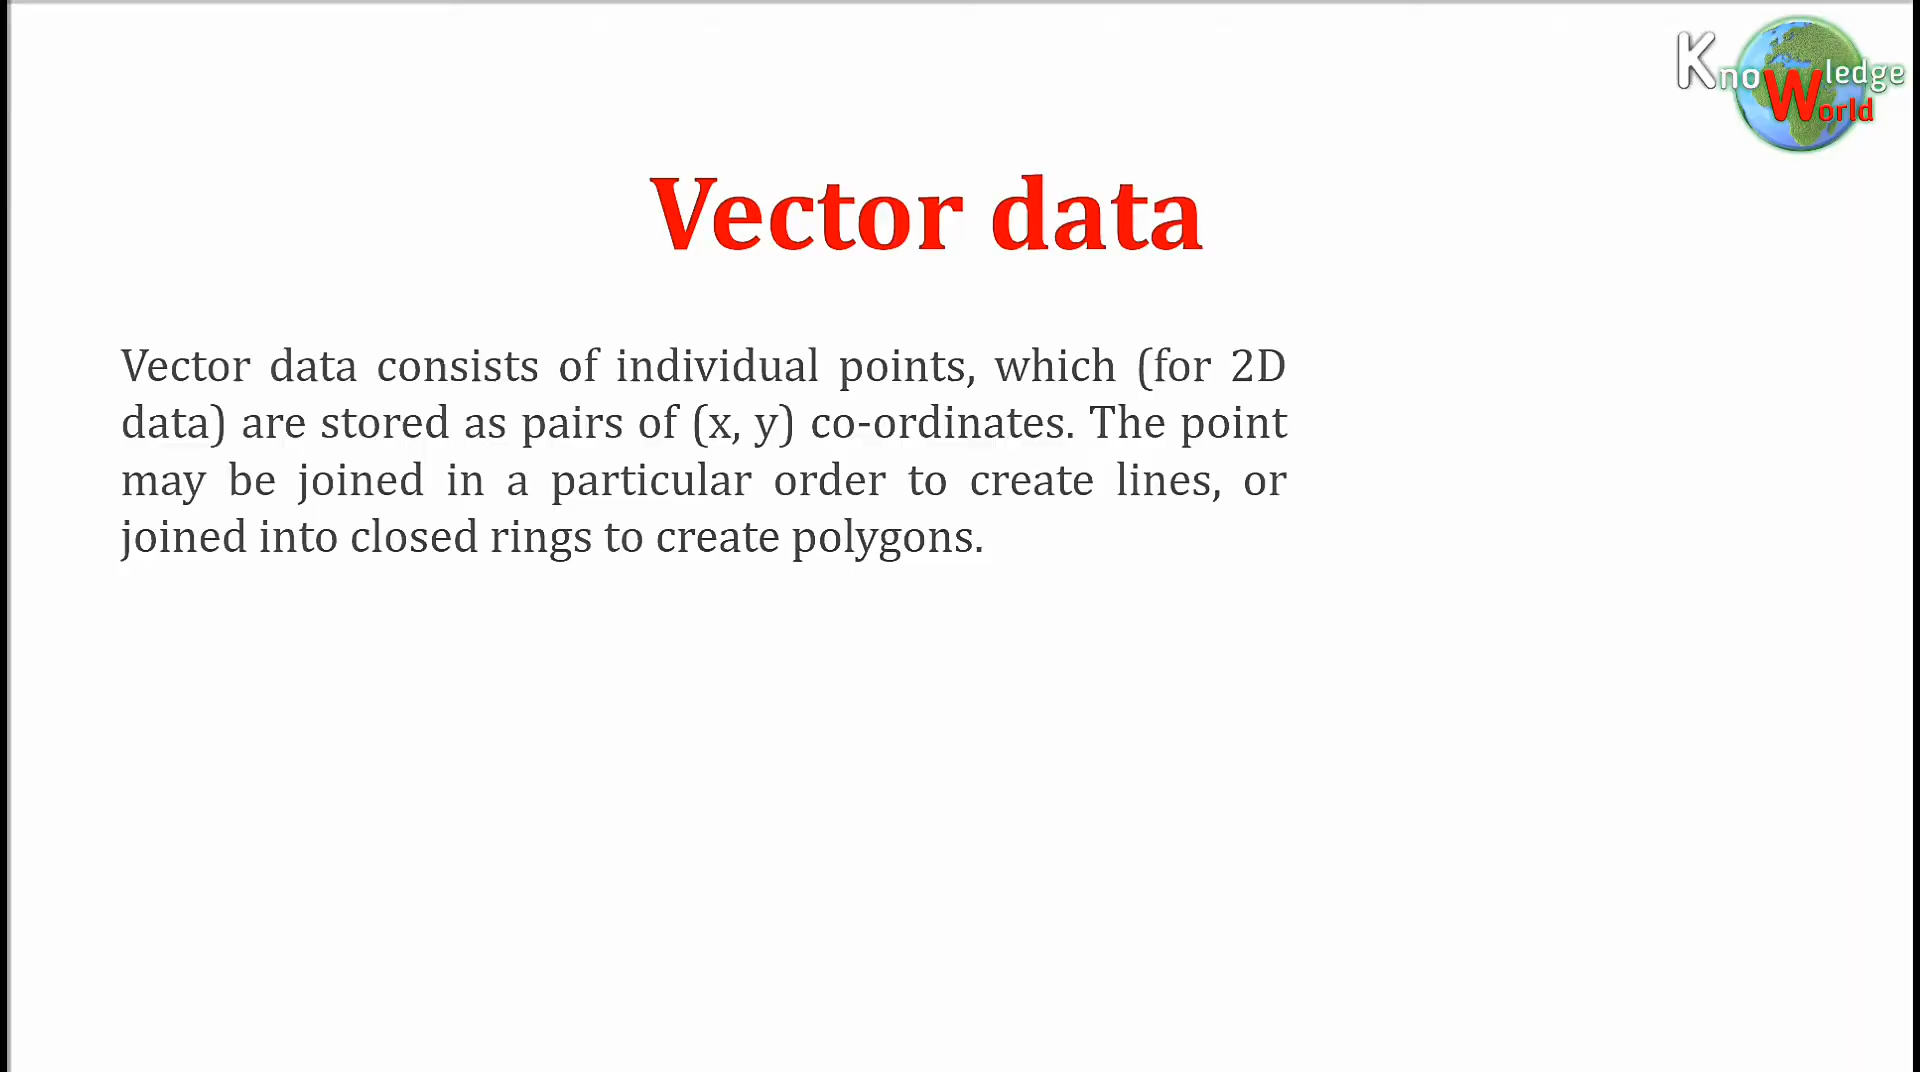 Knowledge
World
Vector data
Vector data consists of individual points, which (for 2D
data) are stored as pairs of (x, y) co-ordinates. The point
may be joined in a particular order to create lines, or
joined into closed rings to create polygons.